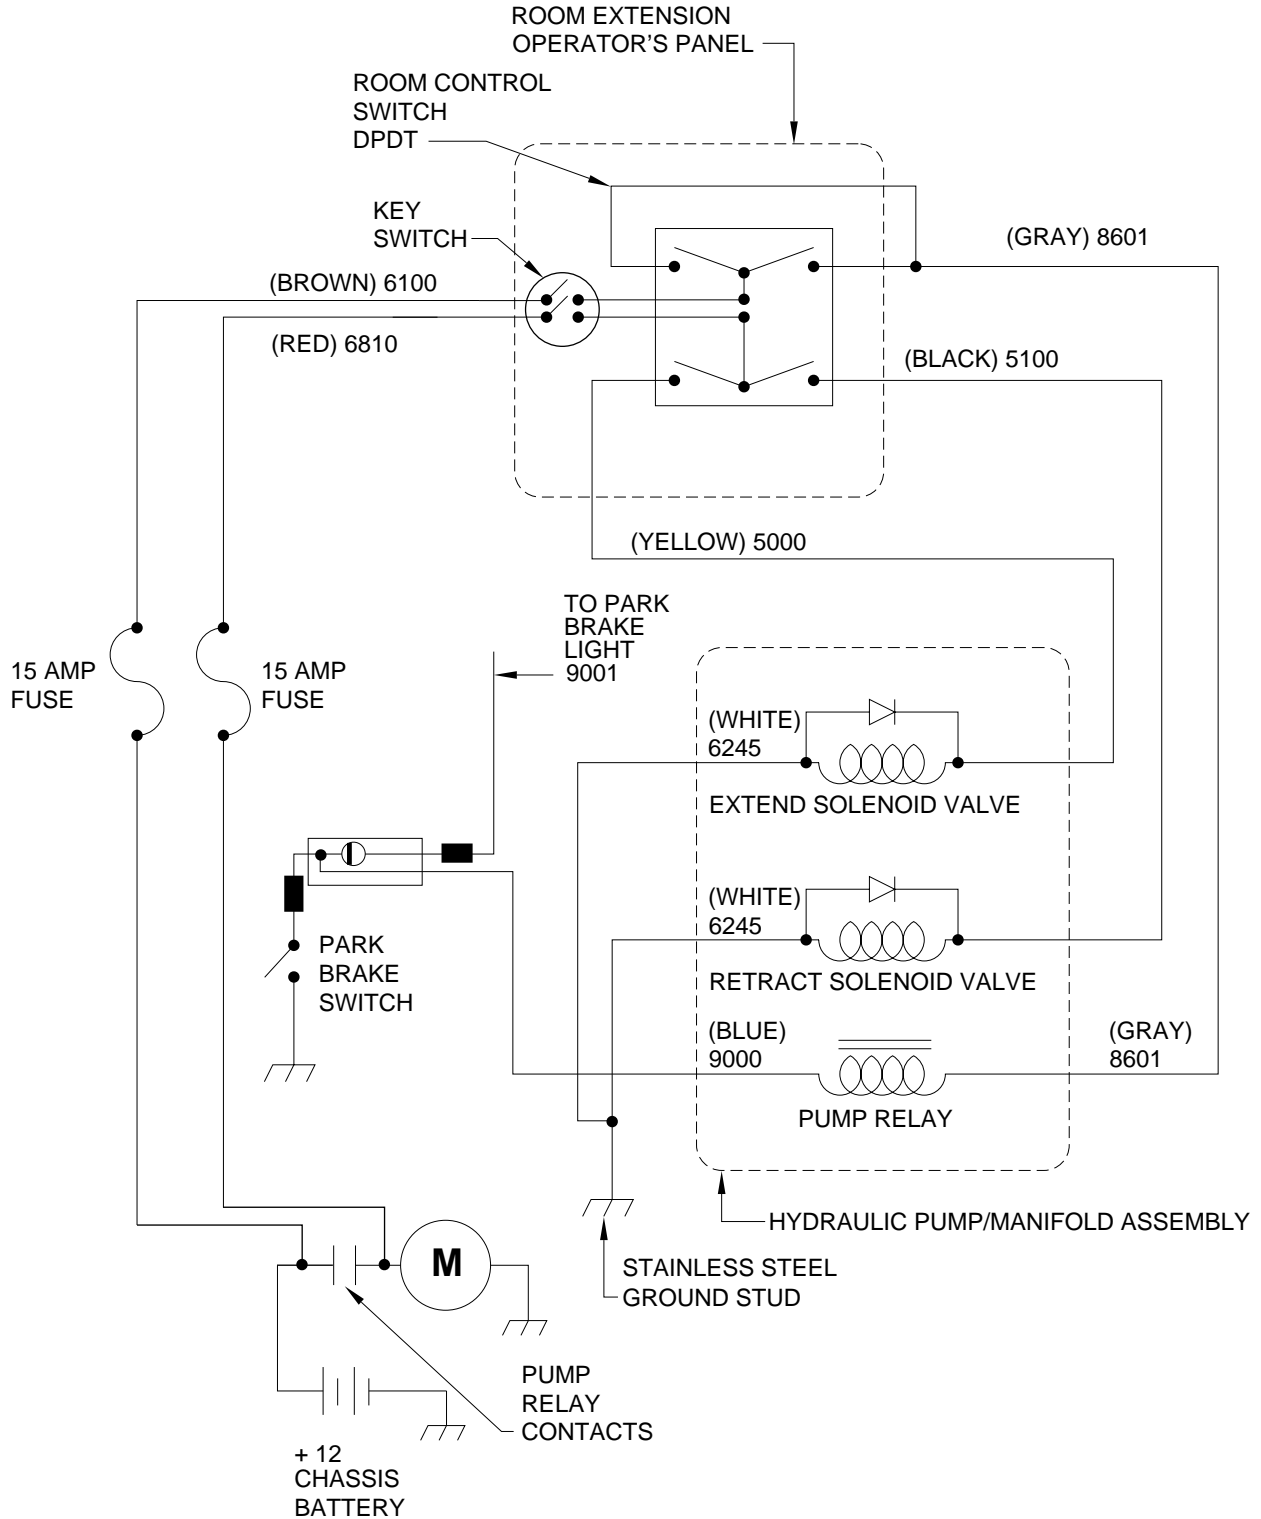 ROOM EXTENSION
OPERATOR'S PANEL
ROOM CONTROL
SWITCH
DPDT
KEY
SWITCH
(GRAY) 8601
(BROWN) 6100
(RED) 6810
(BLACK) 5100
(YELLOW) 5000
TO PARK
BRAKE
LIGHT
9001
15 AMP
FUSE
15 AMP
FUSE
(WHITE)
6245
EXTEND SOLENOID VALVE
(WHITE)
6245
RETRACT SOLENOID VALVE
PARK
BRAKE
SWITCH
(BLUE)
9000
(GRAY)
8601
PUMP RELAY
HYDRAULIC PUMP/MANIFOLD ASSEMBLY
M
STAINLESS STEEL
GROUND STUD
PUMP
RELAY
CONTACTS
+ 12
CHASSIS
BATTERY